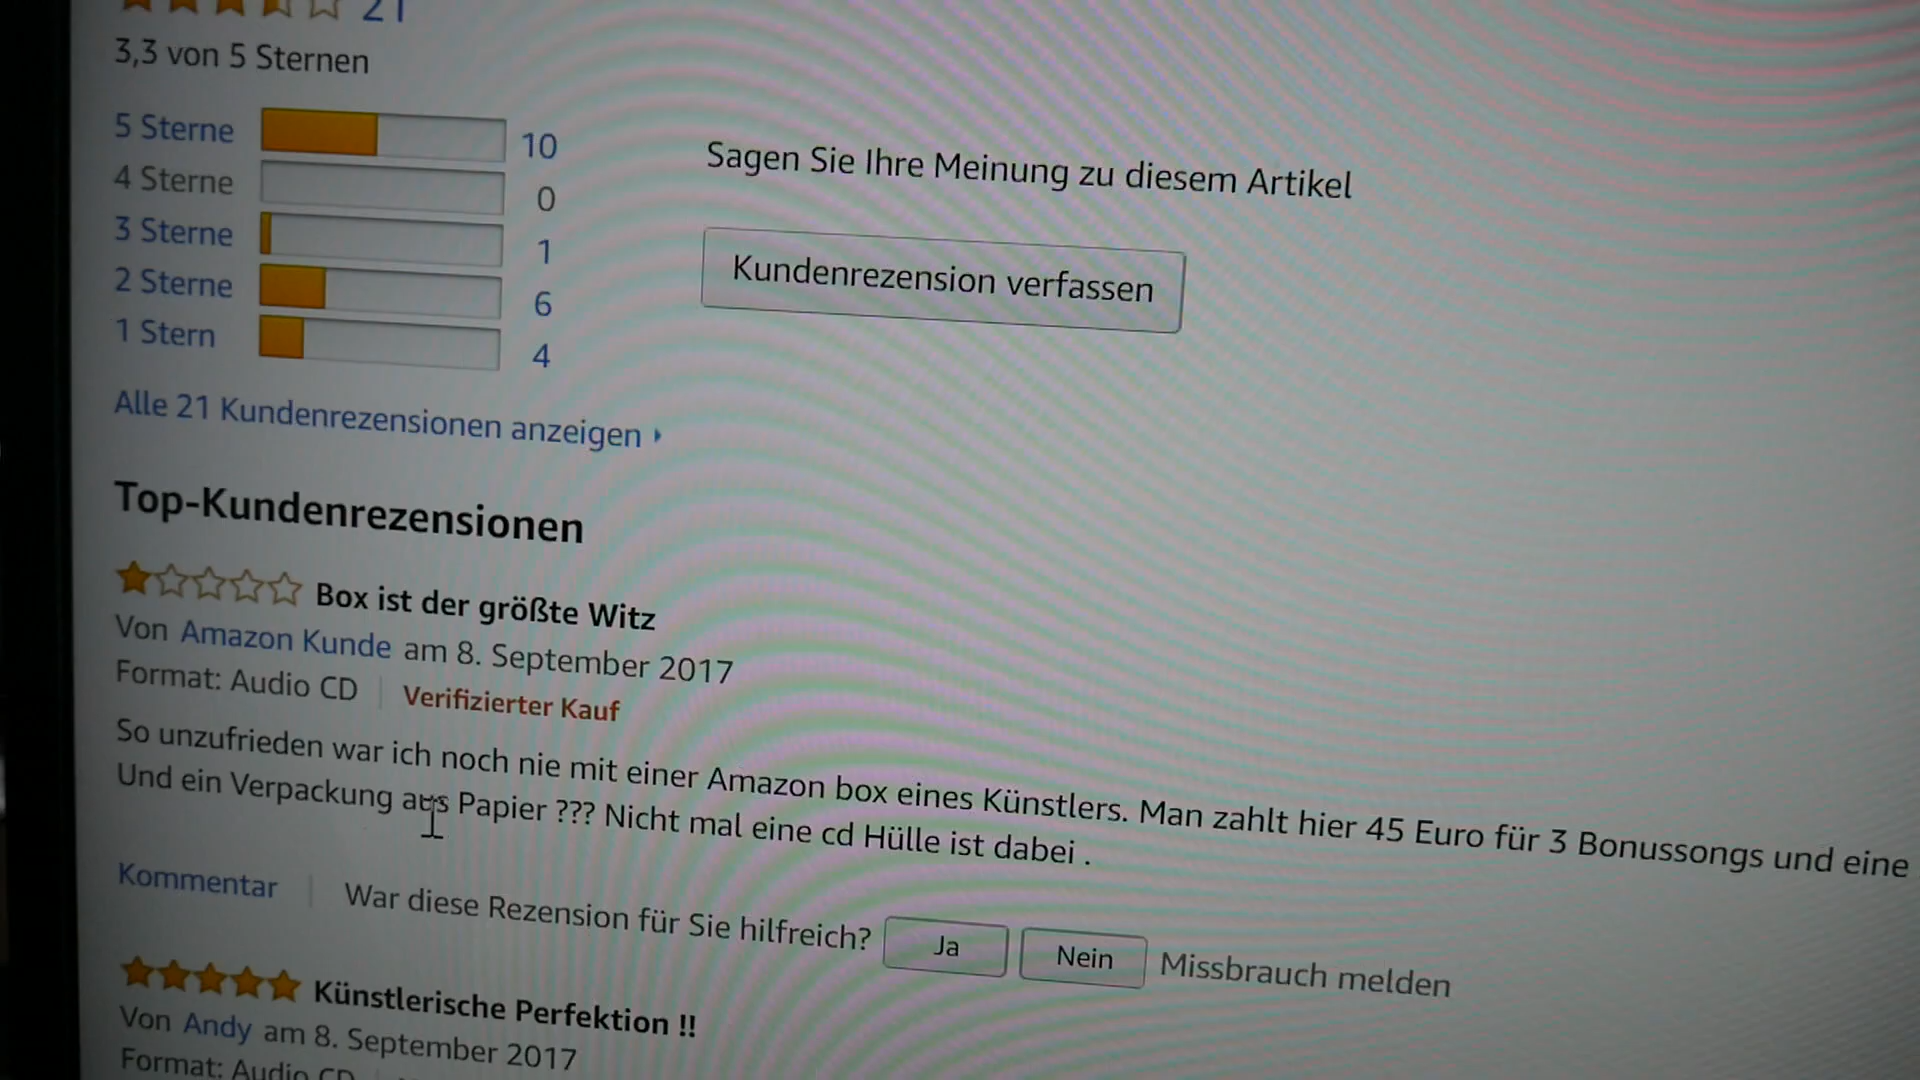 21
3,3 von 5 Sternen
5 Sterne 10
4 Sterne 0
3 Sterne 1
2 Sterne 6
1 Stern 4
Sagen Sie Ihre Meinung zu diesem Artikel
Kundenrezension verfassen
Alle 21 Kundenrezensionen anzeigen
Top-Kundenrezensionen
Box ist der größte Witz
Von Amazon Kunde am 8. September 2017
Format: Audio CD | Verifizierter Kauf
So unzufrieden war ich noch nie mit einer Amazon box eines Künstlers. Man zahlt hier 45 Euro für 3 Bonussongs und eine
Und ein Verpackung aus Papier ??? Nicht mal eine cd Hülle ist dabei .
Kommentar | War diese Rezension für Sie hilfreich? Ja Nein Missbrauch melden
Künstlerische Perfektion !!
Von Andy am 8. September 2017
Format: Audio CD